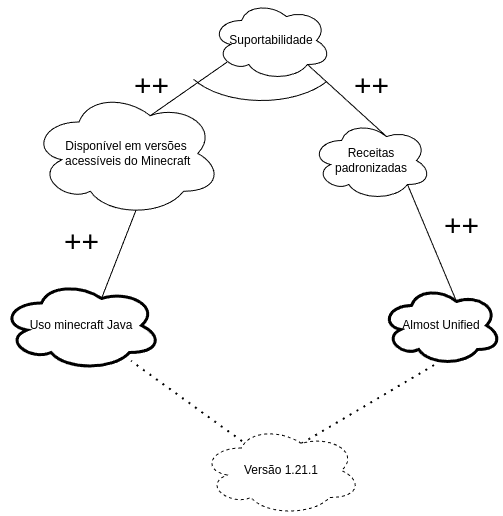 Suportabilidade
++
++
Disponível em versões
acessíveis do Minecraft
Receitas
padronizadas
++
++
Uso minecraft Java
Almost Unified
Versão 1.21.1